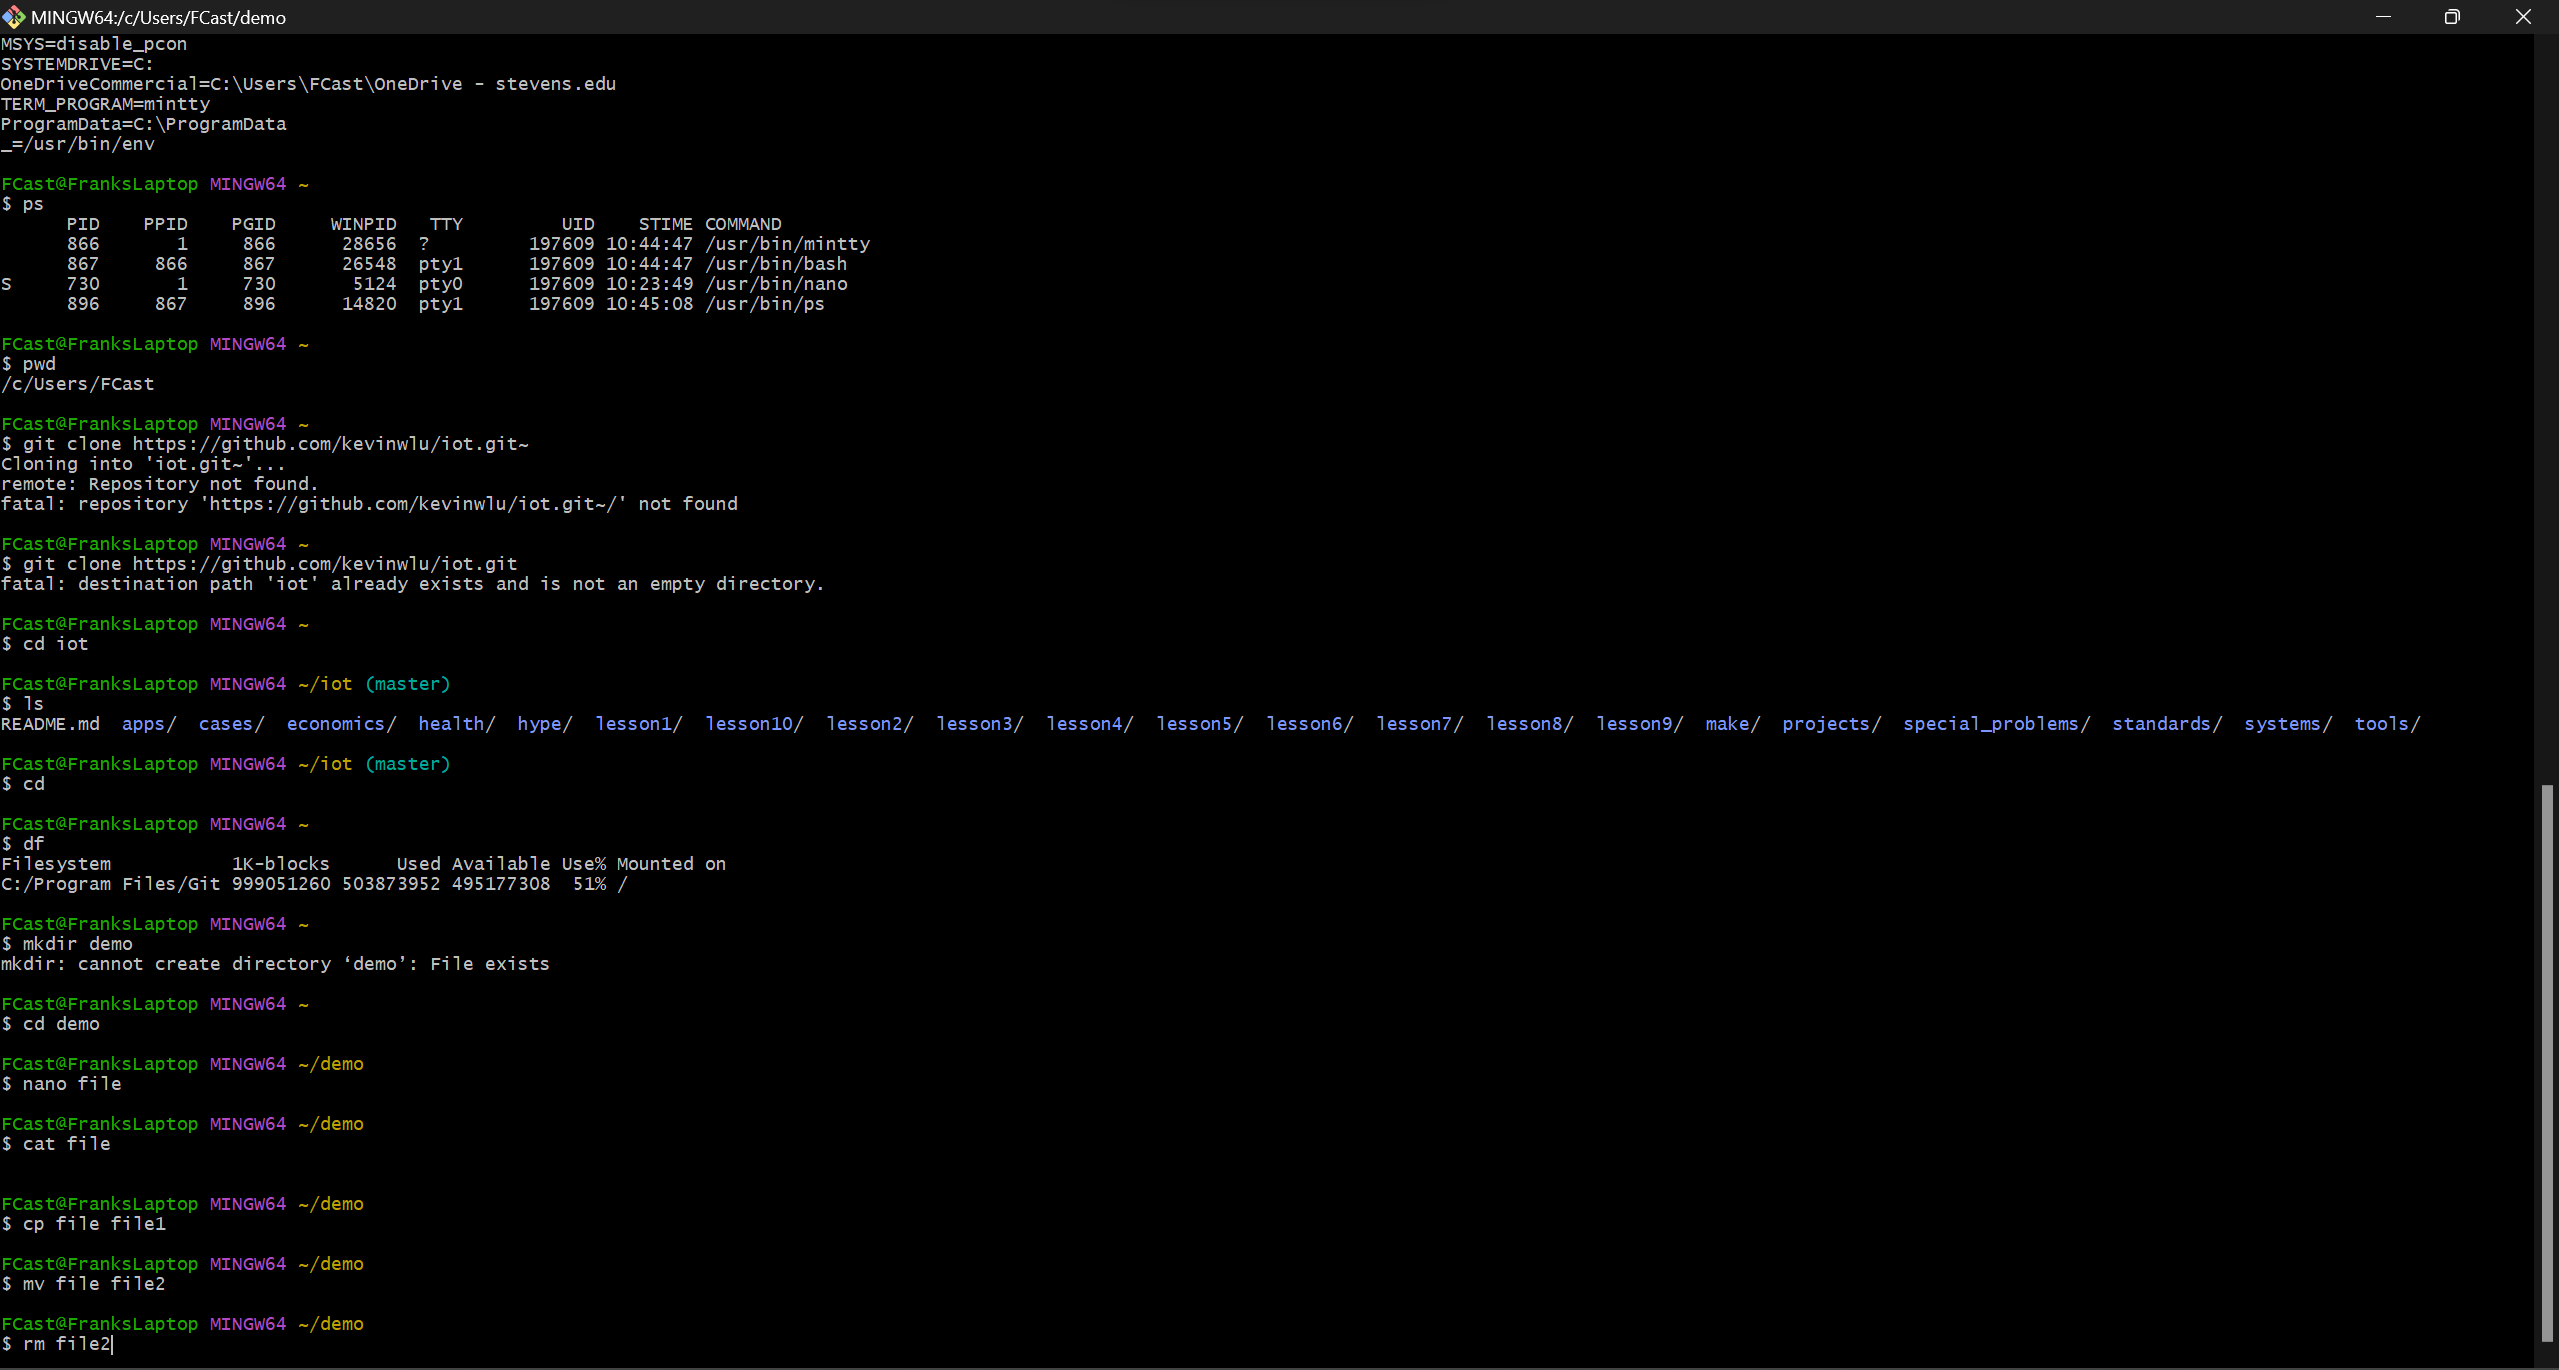 MINGW64:/c/Users/FCast/demo
MSYS=disable_pcon
SYSTEMDRIVE=C:
OneDriveCommercial=C:\Users\FCast\OneDrive - stevens.edu
TERM_PROGRAM=mintty
ProgramData=C:\ProgramData
_=/usr/bin/env
FCast@FranksLaptop MINGW64 ~
$ ps
PID PPID PGID WINPID TTY UID STIME COMMAND
866 1 866 28656 ? 197609 10:44:47 /usr/bin/mintty
867 866 867 26548 pty1 197609 10:44:47 /usr/bin/bash
S 730 1 730 5124 pty0 197609 10:23:49 /usr/bin/nano
896 867 896 14820 pty1 197609 10:45:08 /usr/bin/ps
FCast@FranksLaptop MINGW64 ~
$ pwd
/c/Users/FCast
FCast@FranksLaptop MINGW64 ~
$ git clone https://github.com/kevinwlu/iot.git~
Cloning into 'iot.git~'...
remote: Repository not found.
fatal: repository 'https://github.com/kevinwlu/iot.git~/' not found
FCast@FranksLaptop MINGW64 ~
$ git clone https://github.com/kevinwlu/iot.git
fatal: destination path 'iot' already exists and is not an empty directory.
FCast@FranksLaptop MINGW64 ~
$ cd iot
FCast@FranksLaptop MINGW64 ~/iot (master)
$ ls
README.md apps/ cases/ economics/ health/ hype/ lesson1/ lesson10/ lesson2/ lesson3/ lesson4/ lesson5/ lesson6/ lesson7/ lesson8/ lesson9/ make/ projects/ special_problems/ standards/ systems/ tools/
FCast@FranksLaptop MINGW64 ~/iot (master)
$ cd
FCast@FranksLaptop MINGW64 ~
$ df
Filesystem 1K-blocks Used Available Use% Mounted on
C:/Program Files/Git 999051260 503873952 495177308 51% /
FCast@FranksLaptop MINGW64 ~
$ mkdir demo
mkdir: cannot create directory ‘demo’: File exists
FCast@FranksLaptop MINGW64 ~
$ cd demo
FCast@FranksLaptop MINGW64 ~/demo
$ nano file
FCast@FranksLaptop MINGW64 ~/demo
$ cat file
FCast@FranksLaptop MINGW64 ~/demo
$ cp file file1
FCast@FranksLaptop MINGW64 ~/demo
$ mv file file2
FCast@FranksLaptop MINGW64 ~/demo
$ rm file2